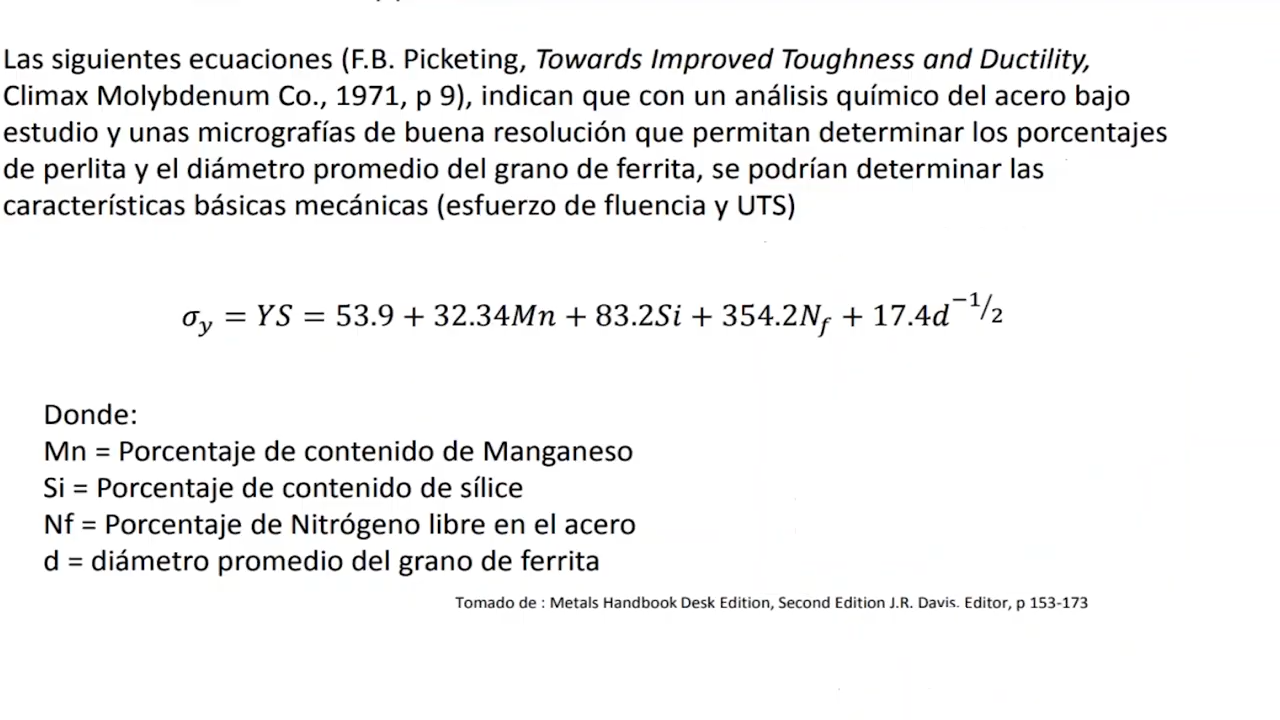 Las siguientes ecuaciones (F.B. Picketing, Towards Improved Toughness and Ductility,
Climax Molybdenum Co., 1971, p 9), indican que con un análisis químico del acero bajo
estudio y unas micrografías de buena resolución que permitan determinar los porcentajes
de perlita y el diámetro promedio del grano de ferrita, se podrían determinar las
características básicas mecánicas (esfuerzo de fluencia y UTS)
σ_y = YS = 53.9 + 32.34Mn + 83.2Si + 354.2N_f + 17.4d^{−1/2}
Donde:
Mn = Porcentaje de contenido de Manganeso
Si = Porcentaje de contenido de sílice
Nf = Porcentaje de Nitrógeno libre en el acero
d = diámetro promedio del grano de ferrita
Tomado de : Metals Handbook Desk Edition, Second Edition J.R. Davis. Editor, p 153-173